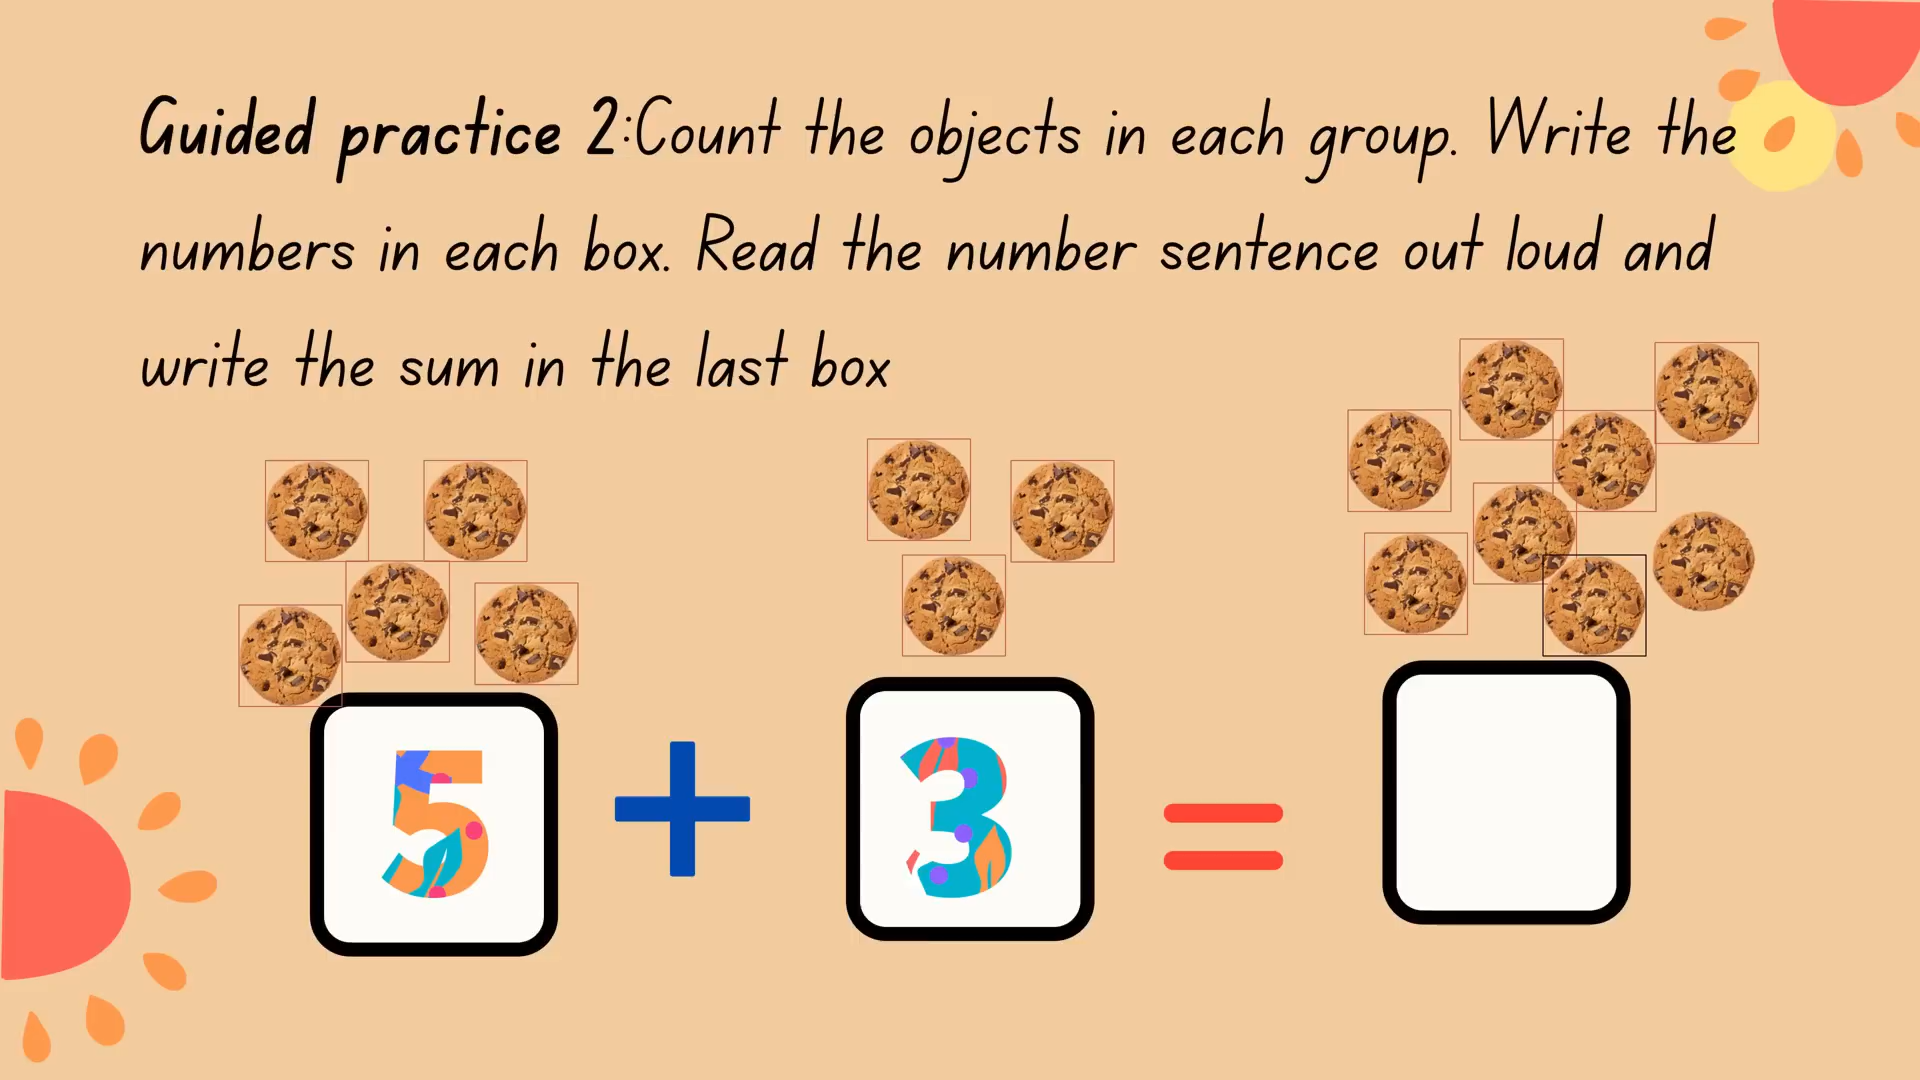 Guided practice 2:Count the objects in each group. Write the
numbers in each box. Read the number sentence out loud and
write the sum in the last box
5 + 3 =